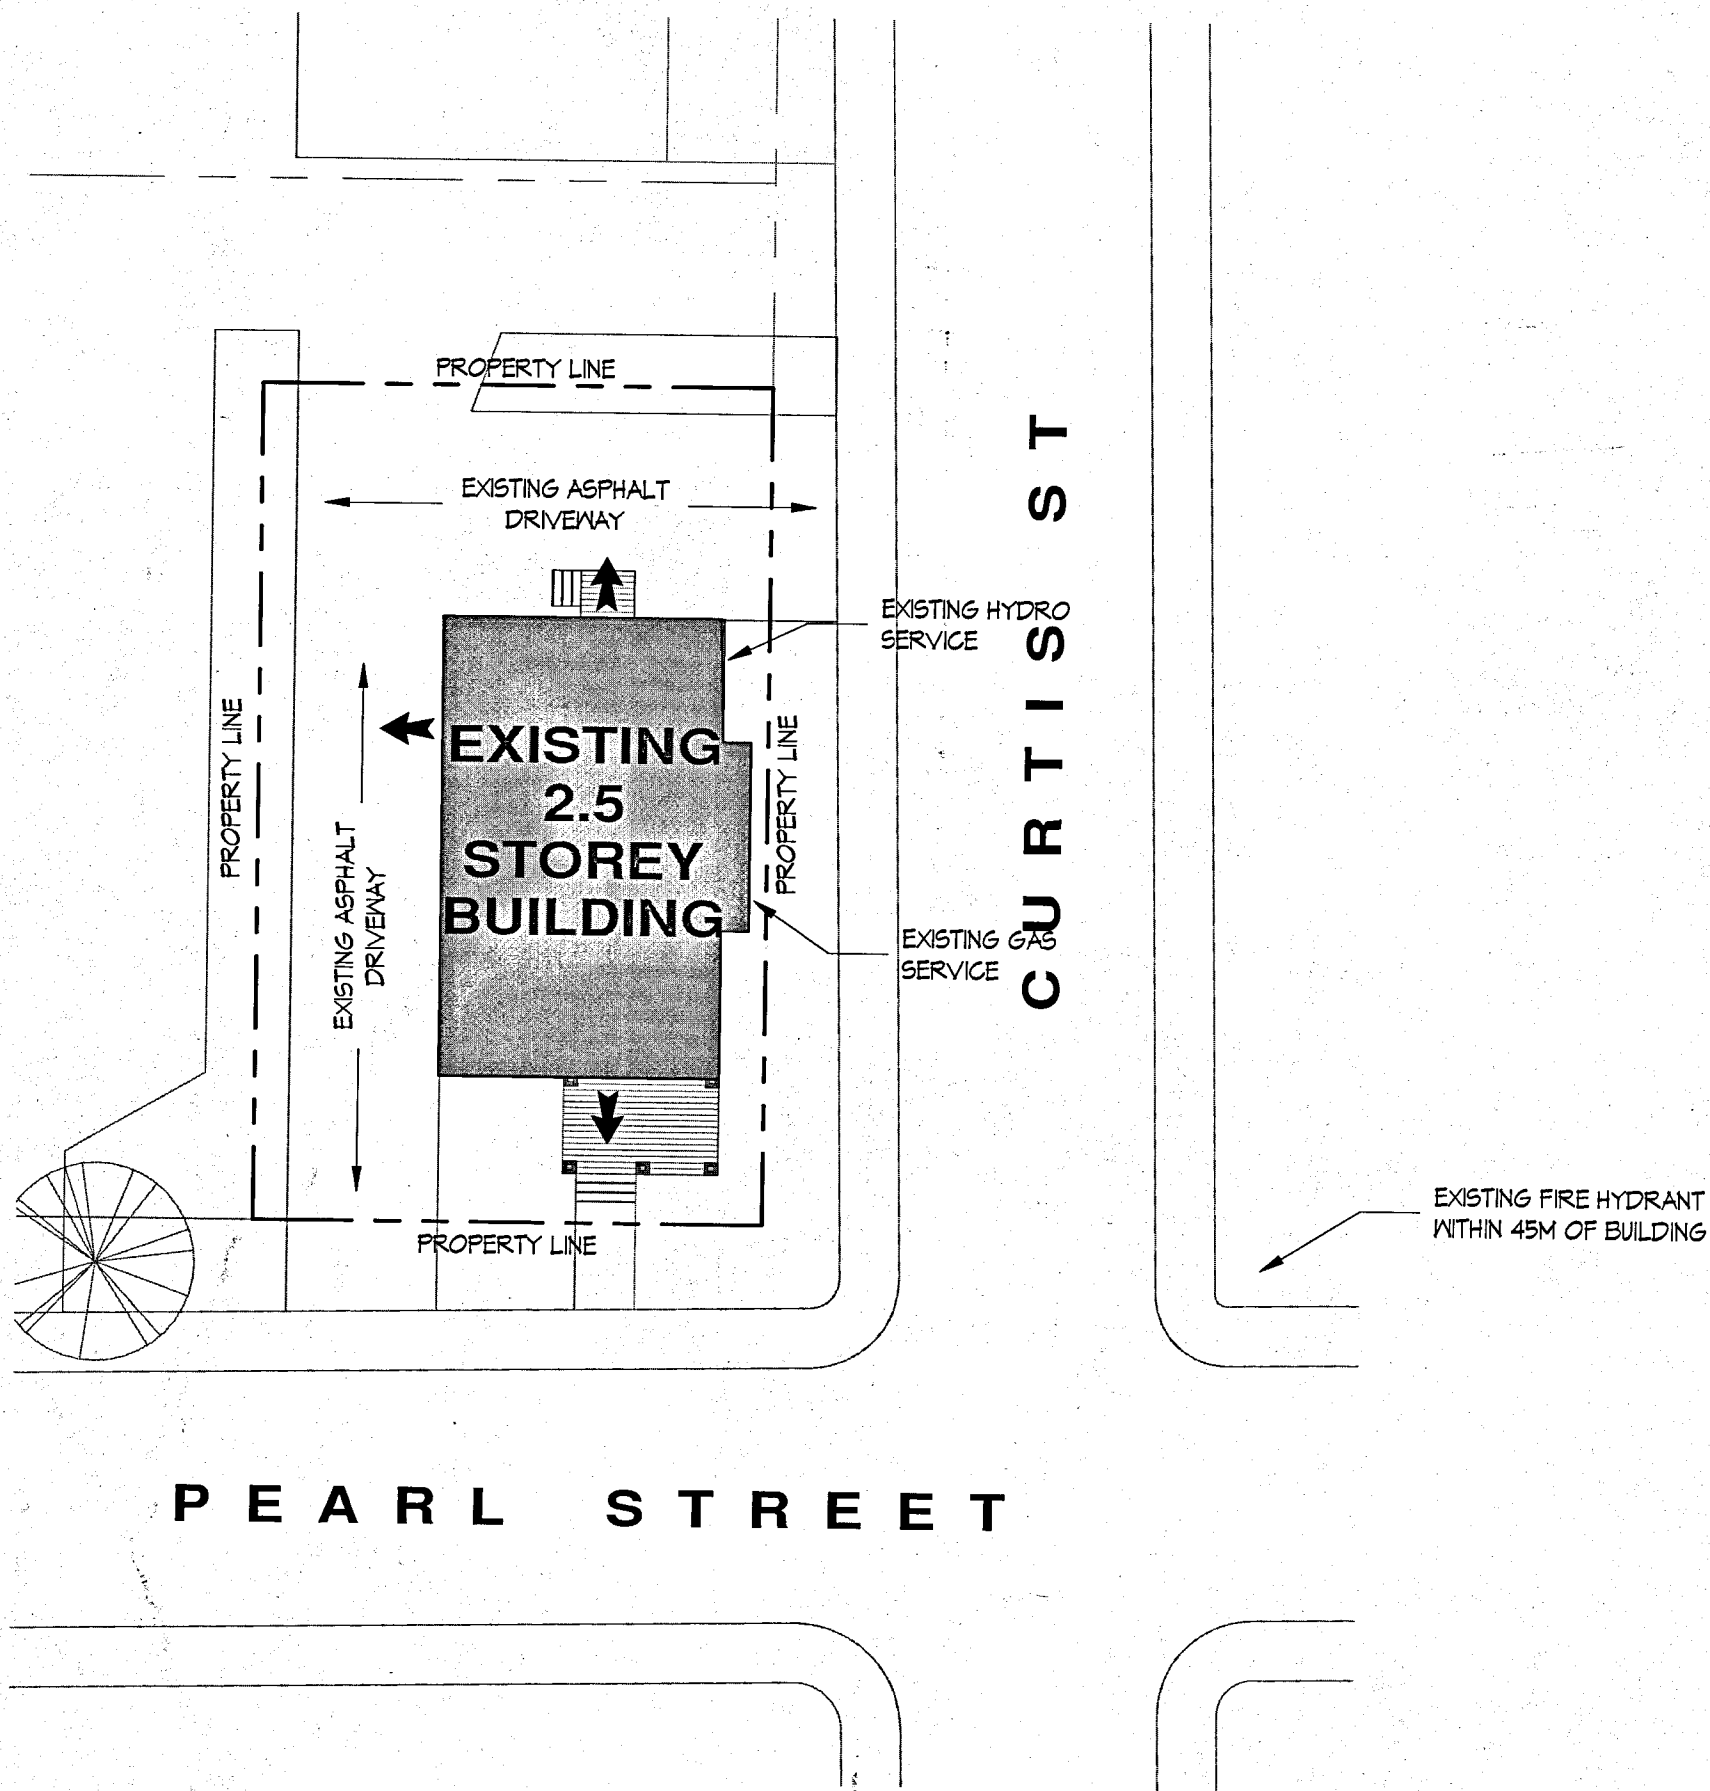 PROPERTY LINE
EXISTING ASPHALT
DRIVEWAY
EXISTING HYDRO
SERVICE
PROPERTY LINE
EXISTING
2.5
STOREY
BUILDING
PROPERTY LINE
EXISTING ASPHALT
DRIVEWAY
EXISTING GAS
SERVICE
CURTIS ST
EXISTING FIRE HYDRANT
WITHIN 45M OF BUILDING
PROPERTY LINE
PEARL STREET